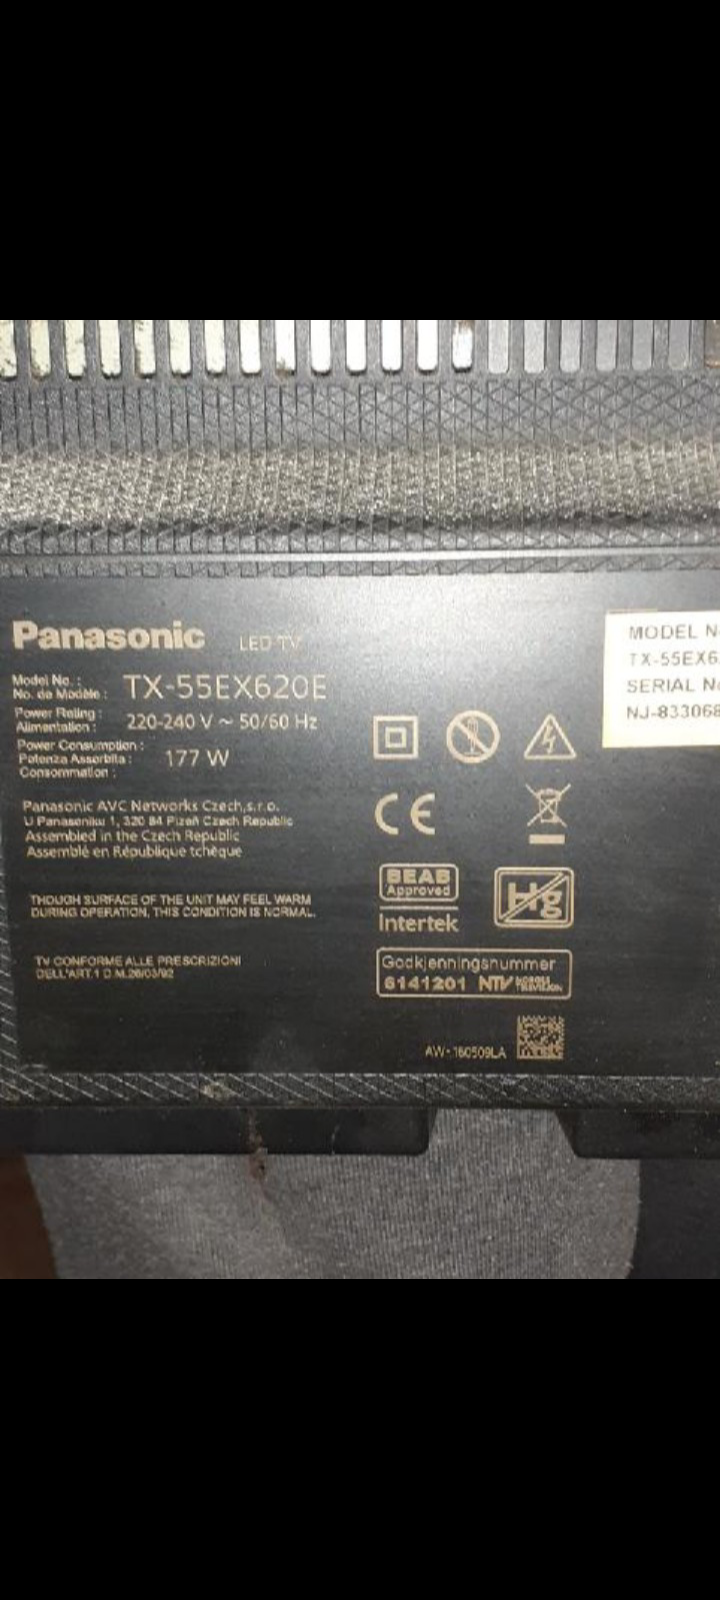 Panasonic LED TV
Model No. :
No. de Modèle : TX-55EX620E
Power Rating :
Alimentation : 220-240 V ~ 50/60 Hz
Power Consumption :
Potenza Assorbita : 177 W
Consommation :
Panasonic AVC Networks Czech,s.r.o.
U Panasoniku 1, 320 84 Plzeň Czech Republic
Assembled in the Czech Republic
Assemblé en République tchèque
THOUGH SURFACE OF THE UNIT MAY FEEL WARM
DURING OPERATION, THIS CONDITION IS NORMAL.
TV CONFORME ALLE PRESCRIZIONI
DELL'ART.1 D.M.26/03/92
CE
BEAB
Approved
Intertek
Hg
Godkjenningsnummer
6141201 NTV NORGES TELEVISJON
AW-160509LA
MODEL N
TX-55EX6
SERIAL N
NJ-833068